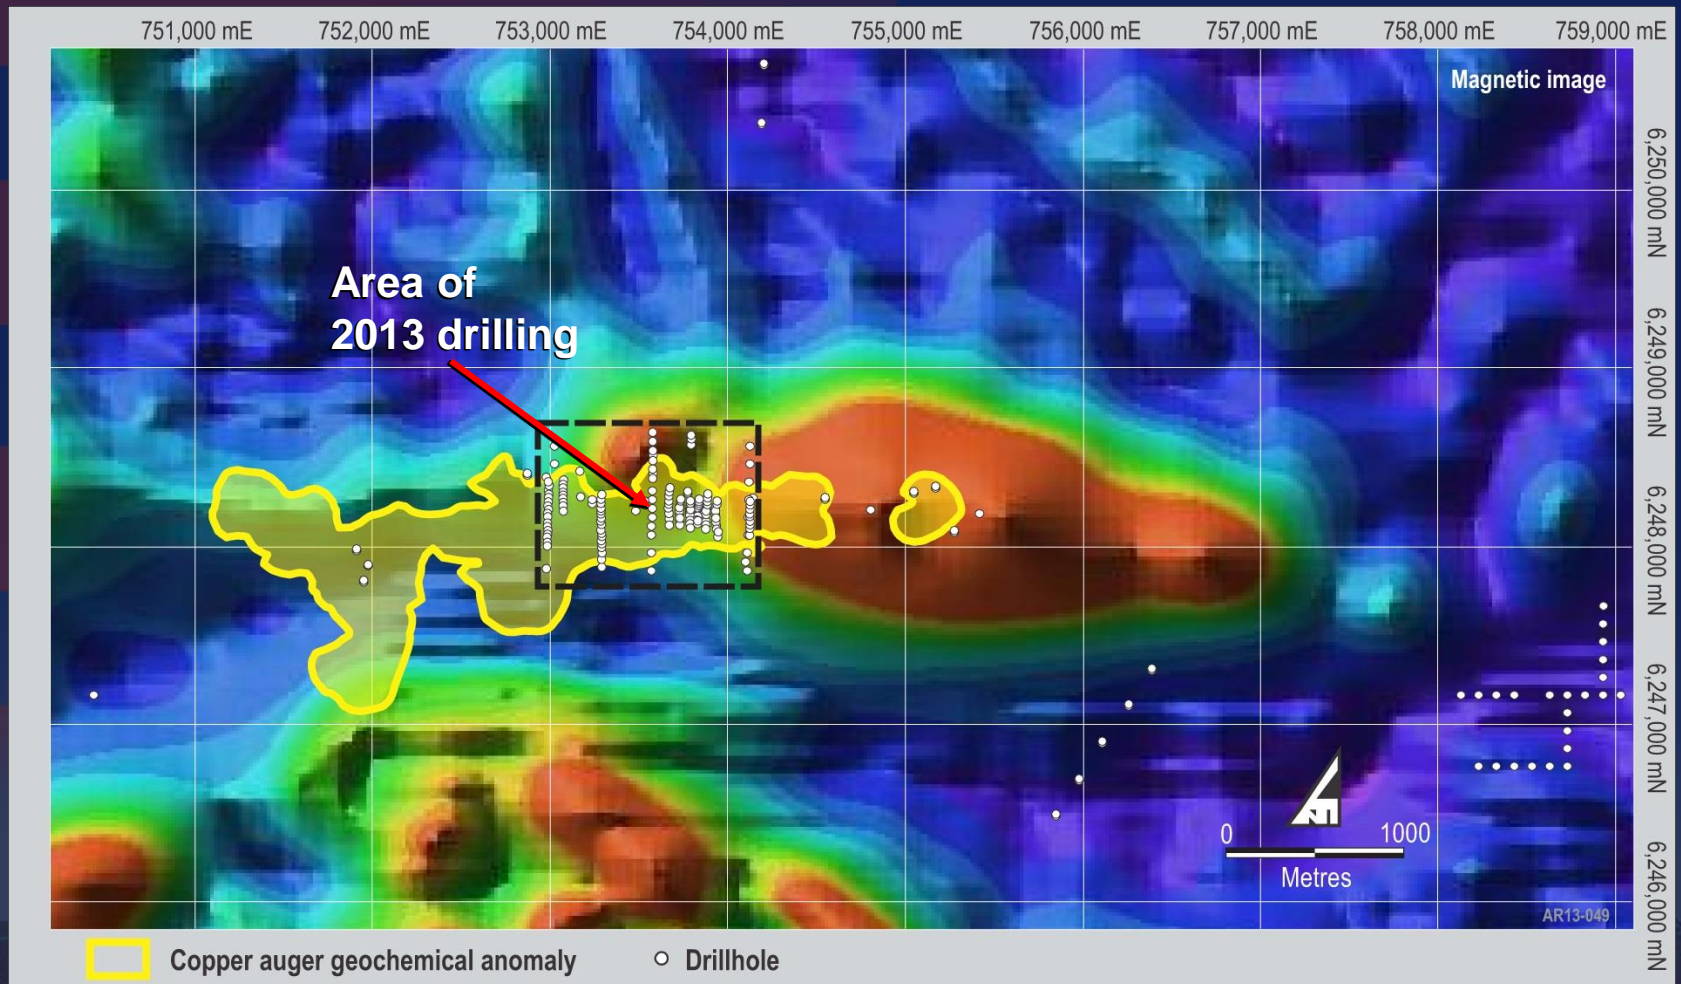 751,000 mE 752,000 mE 753,000 mE 754,000 mE 755,000 mE 756,000 mE 757,000 mE 758,000 mE 759,000 mE
Magnetic image
6,250,000 mN
6,249,000 mN
6,248,000 mN
6,247,000 mN
6,246,000 mN
Area of
2013 drilling
N
0 1000
Metres
AR13-049
Copper auger geochemical anomaly
Drillhole